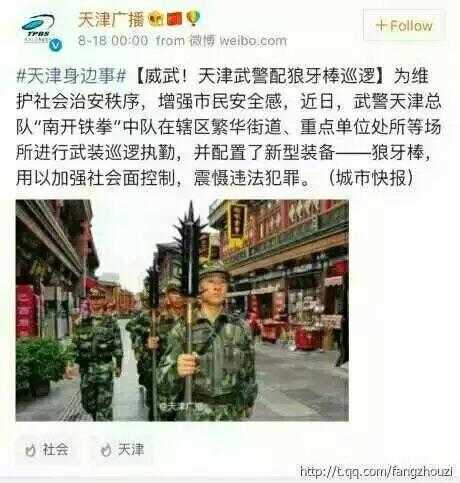 天津广播
+ Follow
8-18 00:00 from 微博 weibo.com
#天津身边事#【威武！天津武警配狼牙棒巡逻】为维
护社会治安秩序，增强市民安全感，近日，武警天津总
队“南开铁拳”中队在辖区繁华街道、重点单位处所等场
所进行武装巡逻执勤，并配置了新型装备——狼牙棒，
用以加强社会面控制，震慑违法犯罪。（城市快报）
@天津广播
社会
天津
http://t.qq.com/fangzhouzi